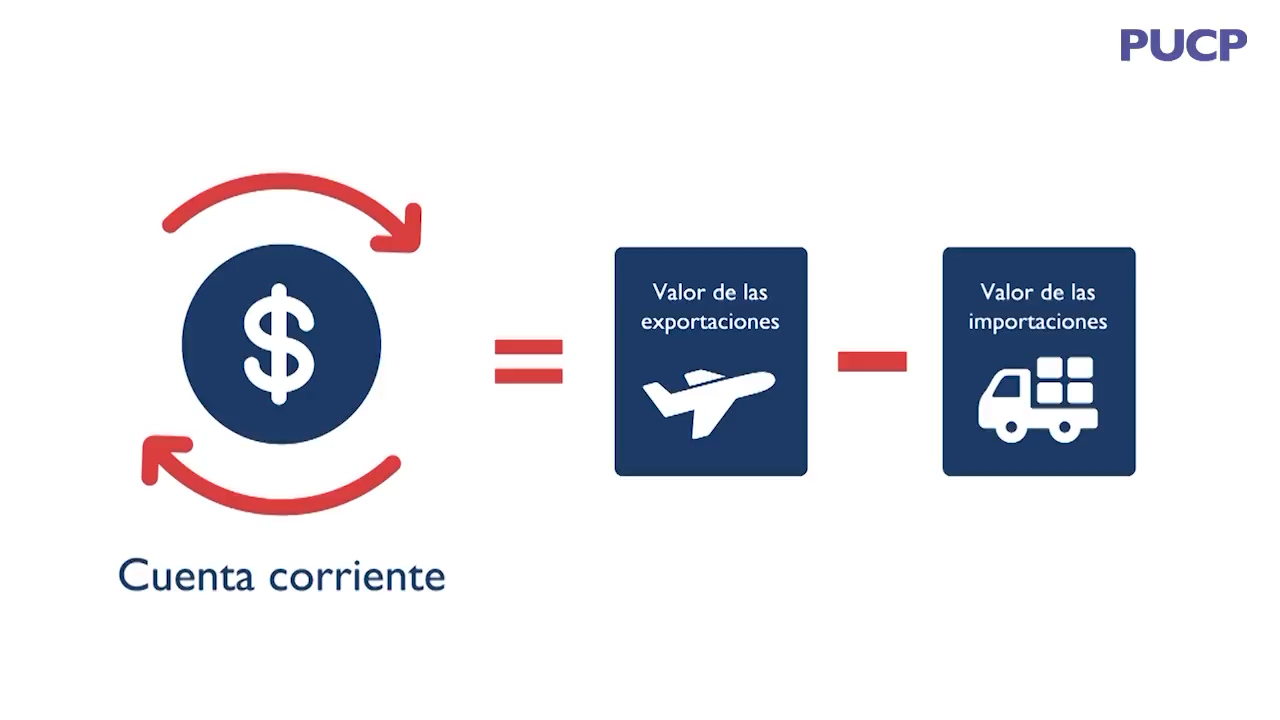 PUCP
Valor de las
exportaciones
Valor de las
importaciones
Cuenta corriente